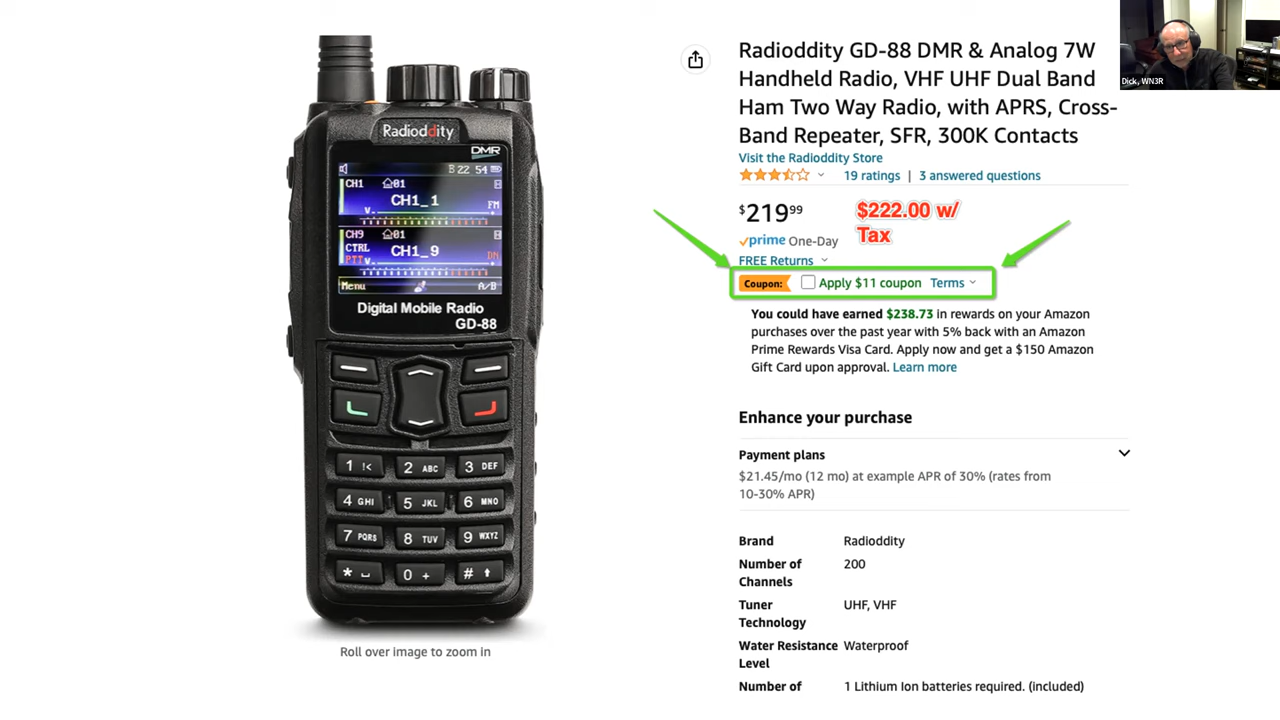 Radioddity
DMR
B 22 54
CH1 01
CH1_1
V
FM
CH9 01
CTRL CH1_9
PTT V DN
Menu A/B
Digital Mobile Radio
GD-88
1 !< 2 ABC 3 DEF
4 GHI 5 JKL 6 MNO
7 PQRS 8 TUV 9 WXYZ
* 0 + #
Roll over image to zoom in
Radioddity GD-88 DMR & Analog 7W
Handheld Radio, VHF UHF Dual Band
Ham Two Way Radio, with APRS, Cross-
Band Repeater, SFR, 300K Contacts
Visit the Radioddity Store
19 ratings | 3 answered questions
$219.99 $222.00 w/
Tax
prime One-Day
FREE Returns
Coupon: Apply $11 coupon Terms
You could have earned $238.73 in rewards on your Amazon
purchases over the past year with 5% back with an Amazon
Prime Rewards Visa Card. Apply now and get a $150 Amazon
Gift Card upon approval. Learn more
Enhance your purchase
Payment plans
$21.45/mo (12 mo) at example APR of 30% (rates from
10-30% APR)
Brand Radioddity
Number of 200
Channels
Tuner UHF, VHF
Technology
Water Resistance Waterproof
Level
Number of 1 Lithium Ion batteries required. (included)
Dick, WN3R